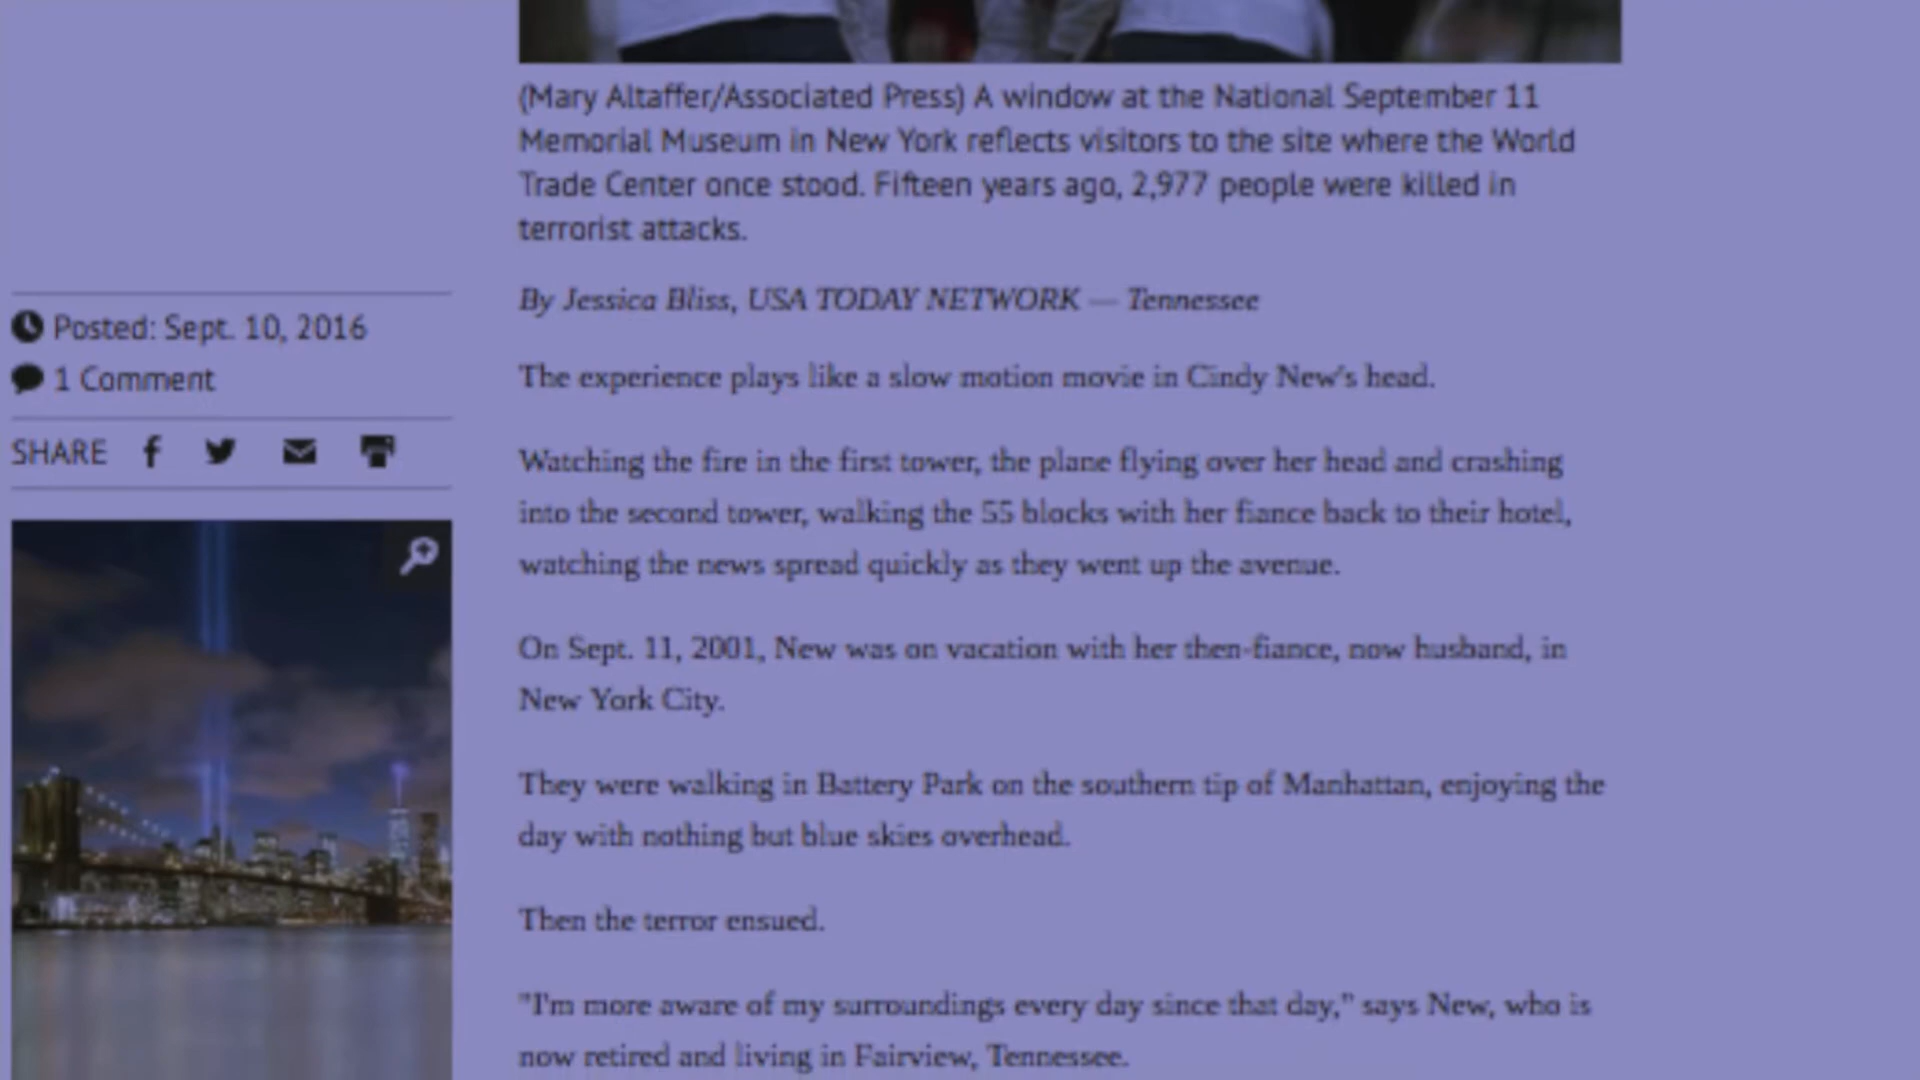 (Mary Altaffer/Associated Press) A window at the National September 11
Memorial Museum in New York reflects visitors to the site where the World
Trade Center once stood. Fifteen years ago, 2,977 people were killed in
terrorist attacks.
By Jessica Bliss, USA TODAY NETWORK — Tennessee
Posted: Sept. 10, 2016
1 Comment
SHARE
The experience plays like a slow motion movie in Cindy New's head.
Watching the fire in the first tower, the plane flying over her head and crashing
into the second tower, walking the 55 blocks with her fiance back to their hotel,
watching the news spread quickly as they went up the avenue.
On Sept. 11, 2001, New was on vacation with her then-fiance, now husband, in
New York City.
They were walking in Battery Park on the southern tip of Manhattan, enjoying the
day with nothing but blue skies overhead.
Then the terror ensued.
"I'm more aware of my surroundings every day since that day," says New, who is
now retired and living in Fairview, Tennessee.